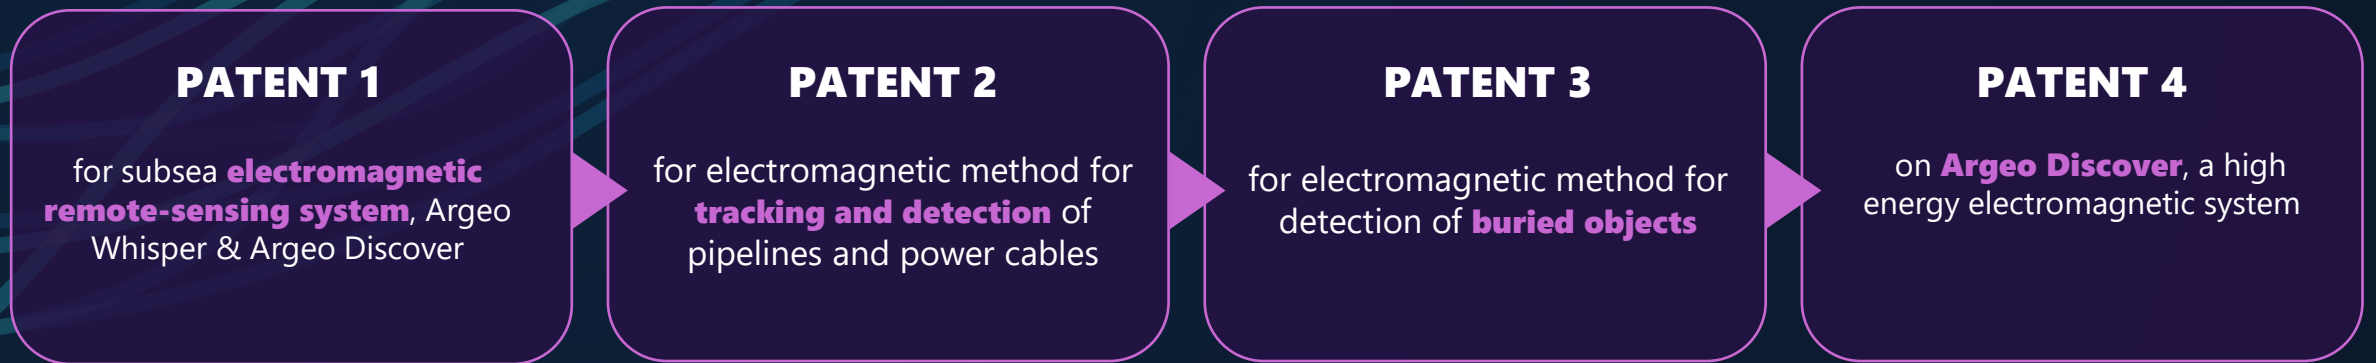 PATENT 1
for subsea electromagnetic
remote-sensing system, Argeo
Whisper & Argeo Discover
PATENT 2
for electromagnetic method for
tracking and detection of
pipelines and power cables
PATENT 3
for electromagnetic method for
detection of buried objects
PATENT 4
on Argeo Discover, a high
energy electromagnetic system